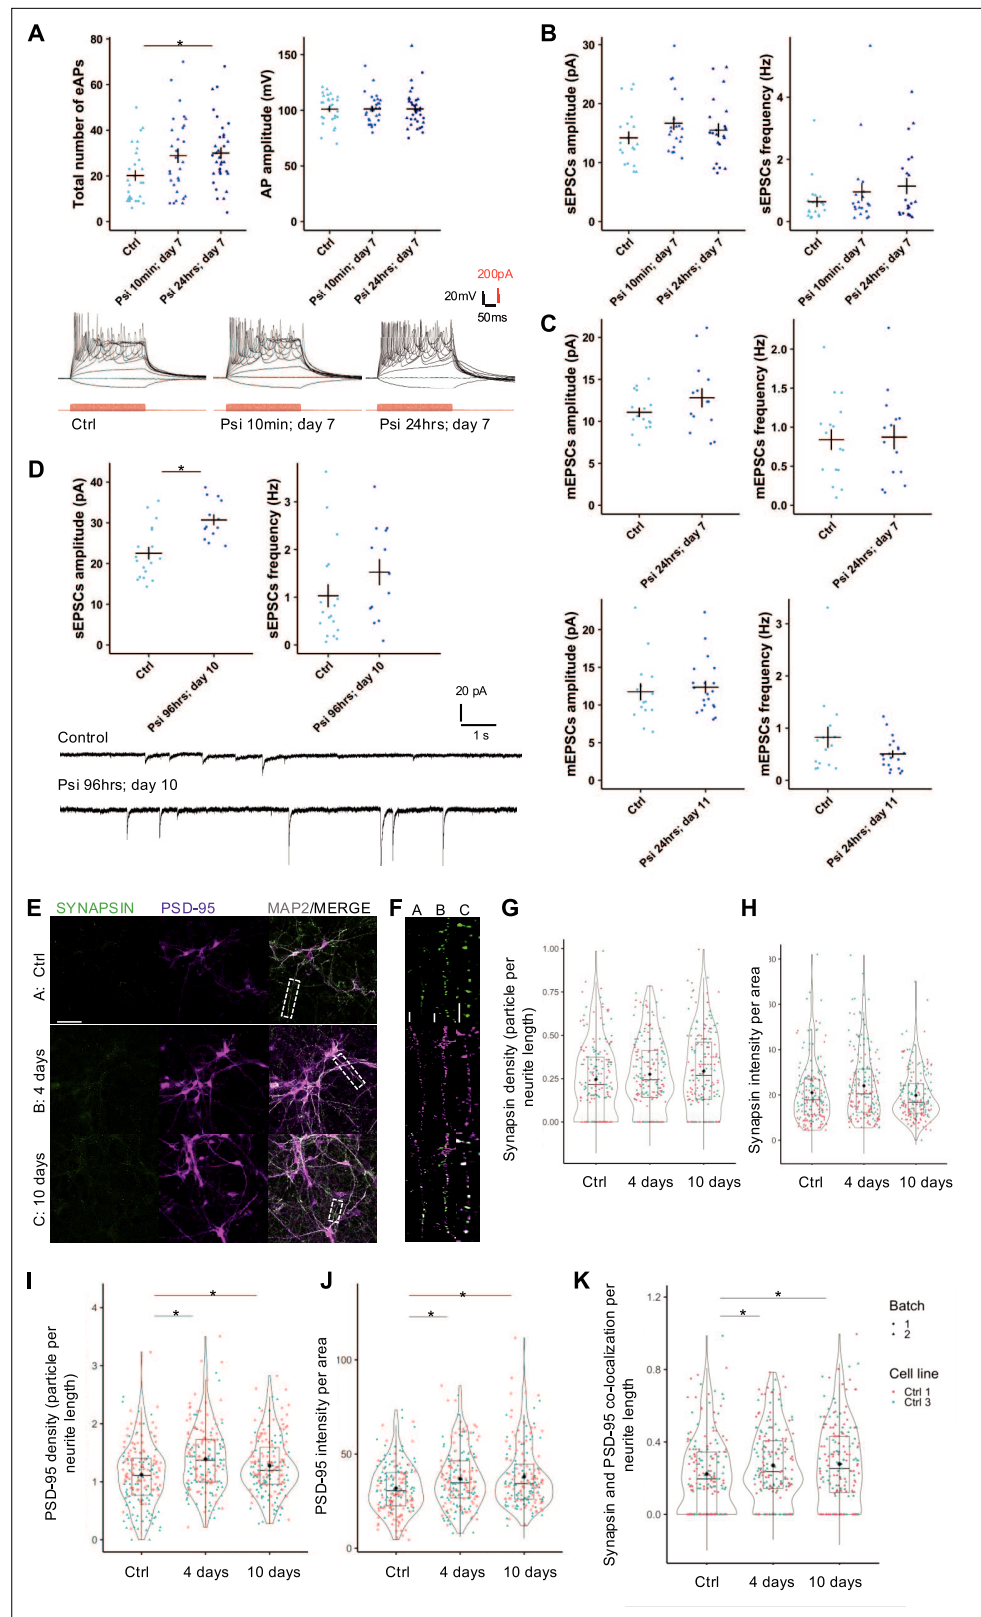 A
Total number of eAPs
80
60
40
20
0
*
Ctrl
Psi 10min; day 7
Psi 24hrs; day 7
AP amplitude (mV)
150
100
50
0
Ctrl
Psi 10min; day 7
Psi 24hrs; day 7
200pA
20mV
50ms
Ctrl
Psi 10min; day 7
Psi 24hrs; day 7
B
sEPSCs amplitude (pA)
30
20
10
0
Ctrl
Psi 10min; day 7
Psi 24hrs; day 7
sEPSCs frequency (Hz)
4
2
0
Ctrl
Psi 10min; day 7
Psi 24hrs; day 7
C
mEPSCs amplitude (pA)
20
15
10
5
0
Ctrl
Psi 24hrs; day 7
mEPSCs frequency (Hz)
2.0
1.5
1.0
0.5
0.0
Ctrl
Psi 24hrs; day 7
mEPSCs amplitude (pA)
20
15
10
5
0
Ctrl
Psi 24hrs; day 11
mEPSCs frequency (Hz)
3
2
1
0
Ctrl
Psi 24hrs; day 11
D
sEPSCs amplitude (pA)
40
30
20
10
0
*
Ctrl
Psi 96hrs; day 10
sEPSCs frequency (Hz)
3
2
1
0
Ctrl
Psi 96hrs; day 10
20 pA
1 s
Control
Psi 96hrs; day 10
E
SYNAPSIN
PSD-95
MAP2/MERGE
A: Ctrl
B: 4 days
C: 10 days
F
A B C
G
Synapsin density (particle per
neurite length)
1.00
0.75
0.50
0.25
0.00
Ctrl
4 days
10 days
H
Synapsin intensity per area
Ctrl
4 days
10 days
I
PSD-95 density (particle per
neurite length)
4
3
2
1
0
*
*
Ctrl
4 days
10 days
J
PSD-95 intensity per area
100
50
0
*
*
Ctrl
4 days
10 days
K
Synapsin and PSD-95 co-localization per
neurite length
1.2
0.8
0.4
0.0
*
*
Ctrl
4 days
10 days
Batch
1
2
Cell line
Ctrl 1
Ctrl 3